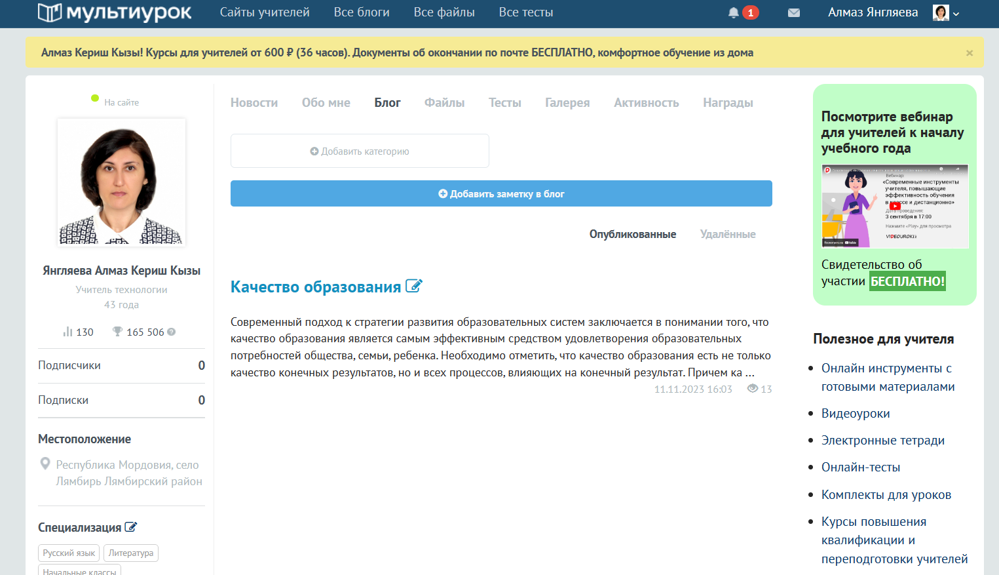 мультиурок
Сайты учителей
Все блоги
Все файлы
Все тесты
1
Алмаз Янгляева
Алмаз Кериш Кызы! Курсы для учителей от 600 ₽ (36 часов). Документы об окончании по почте БЕСПЛАТНО, комфортное обучение из дома
×
На сайте
Янгляева Алмаз Кериш Кызы
Учитель технологии
43 года
130
165 506
?
Подписчики 0
Подписки 0
Местоположение
Республика Мордовия, село
Лямбирь Лямбирский район
Специализация
Русский язык
Литература
Начальные классы
Новости
Обо мне
Блог
Файлы
Тесты
Галерея
Активность
Награды
Добавить категорию
Добавить заметку в блог
Опубликованные
Удалённые
Качество образования
Современный подход к стратегии развития образовательных систем заключается в понимании того, что
качество образования является самым эффективным средством удовлетворения образовательных
потребностей общества, семьи, ребенка. Необходимо отметить, что качество образования есть не только
качество конечных результатов, но и всех процессов, влияющих на конечный результат. Причем ка ...
11.11.2023 16:03
13
Посмотрите вебинар
для учителей к началу
учебного года
Вебинар:
«Современные инструменты
учителя, повышающие
эффективность обучения
в классе и дистанционно»
Дата проведения:
3 сентября в 17:00
Нажмите «Play» для просмотра
VIDEOUROKI
Посмотреть на YouTube
Свидетельство об
участии БЕСПЛАТНО!
Полезное для учителя
Онлайн инструменты с
готовыми материалами
Видеоуроки
Электронные тетради
Онлайн-тесты
Комплекты для уроков
Курсы повышения
квалификации и
переподготовки учителей